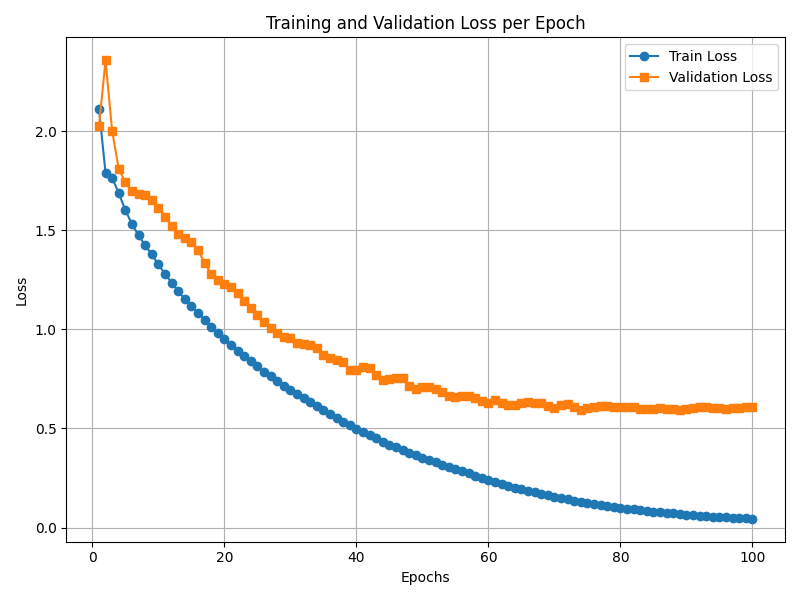 Training and Validation Loss per Epoch
Train Loss
Validation Loss
Loss
2.0
1.5
1.0
0.5
0.0
0 20 40 60 80 100
Epochs